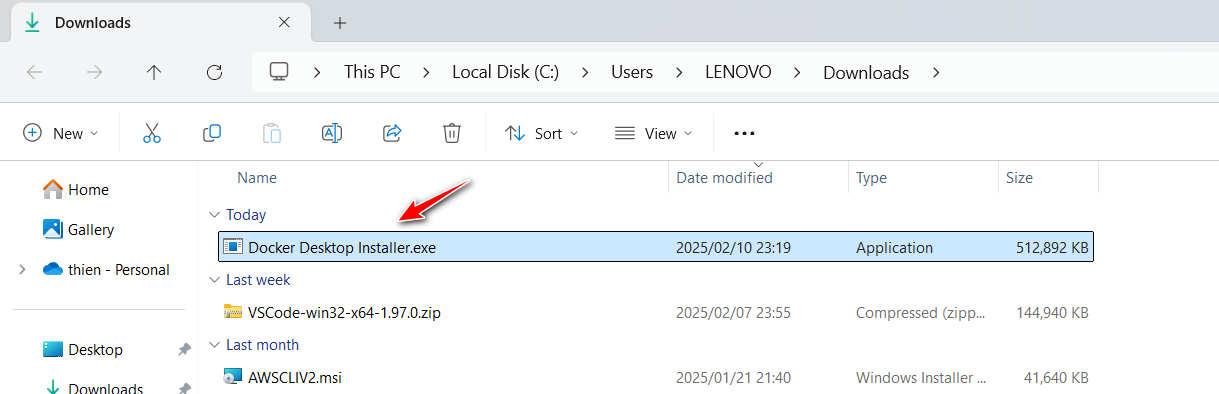 Downloads
This PC > Local Disk (C:) > Users > LENOVO > Downloads >
New Sort View
Name Date modified Type Size
Home
Gallery
thien - Personal
Desktop
Downloads
Today
Docker Desktop Installer.exe 2025/02/10 23:19 Application 512,892 KB
Last week
VSCode-win32-x64-1.97.0.zip 2025/02/07 23:55 Compressed (zipp... 144,940 KB
Last month
AWSCLIV2.msi 2025/01/21 21:40 Windows Installer ... 41,640 KB